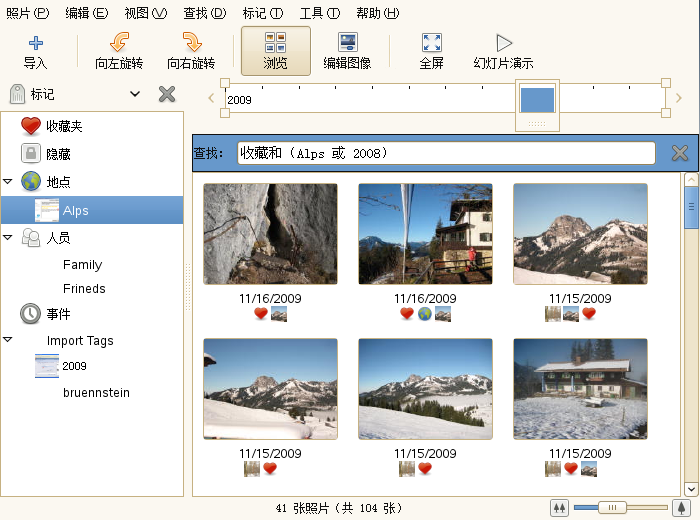 照片(P) 编辑(E) 视图(V) 查找(D) 标记(T) 工具(T) 帮助(H)
导入 向左旋转 向右旋转 浏览 编辑图像 全屏 幻灯片演示
标记
2009
收藏夹
隐藏
地点
Alps
人员
Family
Frineds
事件
Import Tags
2009
bruennstein
查找: 收藏和 (Alps 或 2008)
11/16/2009 11/16/2009 11/15/2009
11/15/2009 11/15/2009 11/15/2009
41 张照片 (共 104 张)